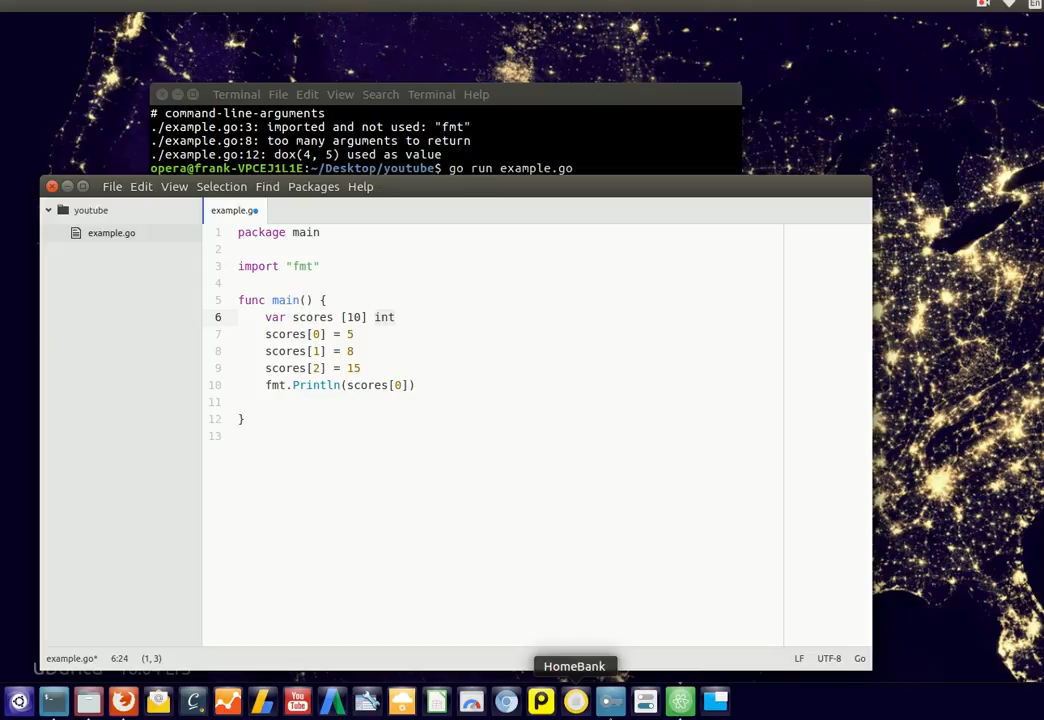 En
Terminal File Edit View Search Terminal Help
# command-line-arguments
./example.go:3: imported and not used: "fmt"
./example.go:8: too many arguments to return
./example.go:12: dox(4, 5) used as value
opera@frank-VPCEJ1L1E:~/Desktop/youtube$ go run example.go
File Edit View Selection Find Packages Help
youtube
example.go
example.go
1 package main
2
3 import "fmt"
4
5 func main() {
6 var scores [10] int
7 scores[0] = 5
8 scores[1] = 8
9 scores[2] = 15
10 fmt.Println(scores[0])
11
12 }
13
example.go* 6:24 (1, 3) LF UTF-8 Go
HomeBank
You Tube